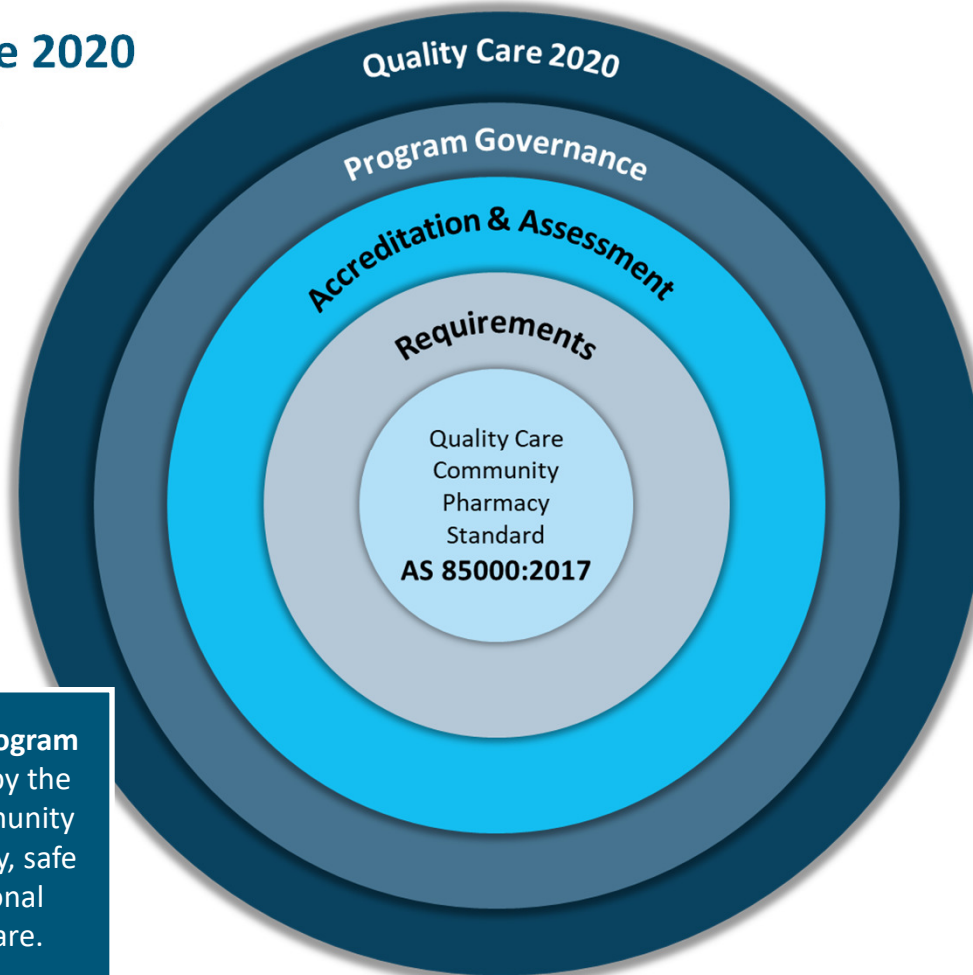 e 2020
Quality Care 2020
Program Governance
Accreditation & Assessment
Requirements
Quality Care
Community
Pharmacy
Standard
AS 85000:2017
ogram
by the
munity
y, safe
onal
are.